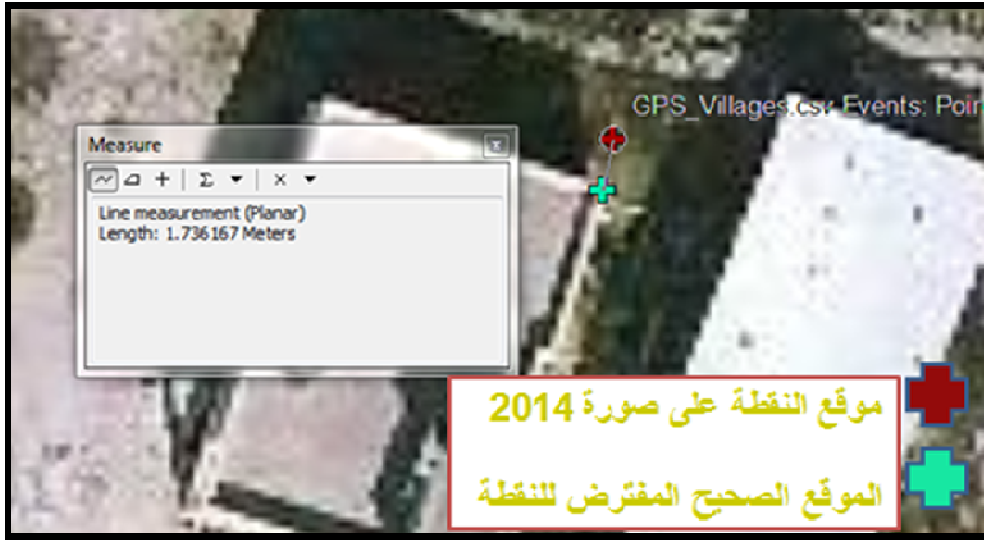 GPS_Villages.csv Events: Poin
Measure
Line measurement (Planar)
Length: 1.736167 Meters
موقع النقطة على صورة 2014
الموقع الصحيح المفترض للنقطة